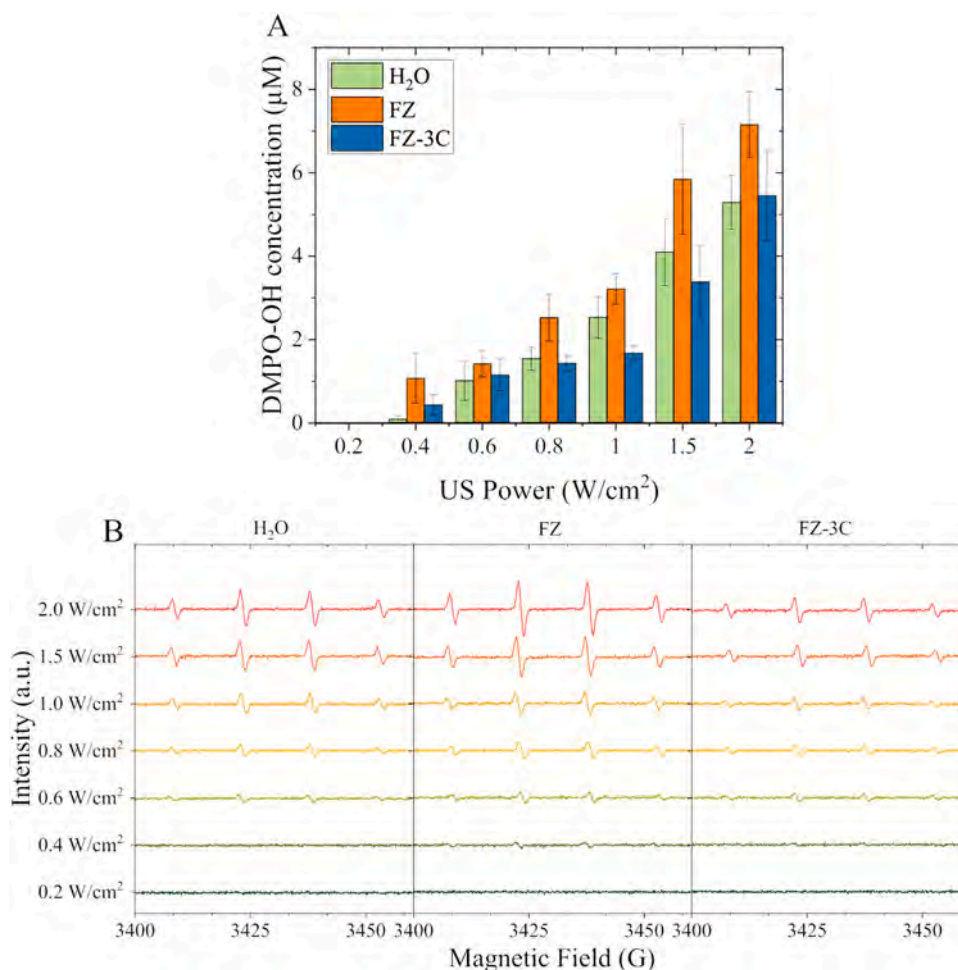 A
DMPO-OH concentration (μM)
8
6
4
2
0
H₂O
FZ
FZ-3C
0.2 0.4 0.6 0.8 1 1.5 2
US Power (W/cm²)
B
H₂O FZ FZ-3C
Intensity (a.u.)
2.0 W/cm²
1.5 W/cm²
1.0 W/cm²
0.8 W/cm²
0.6 W/cm²
0.4 W/cm²
0.2 W/cm²
3400 3425 3450 3400 3425 3450 3400 3425 3450
Magnetic Field (G)